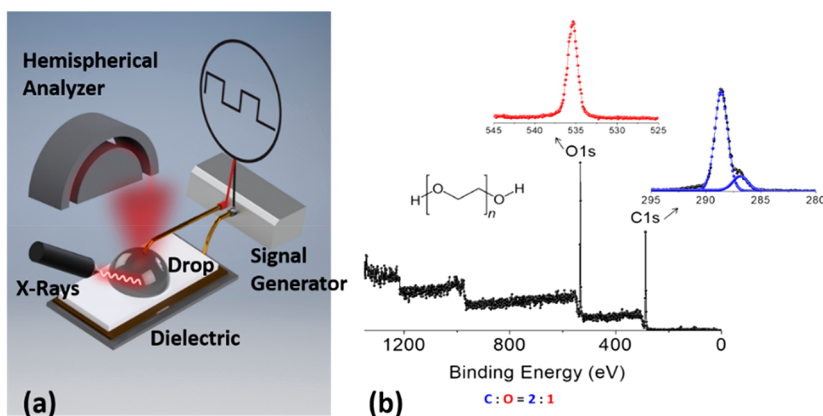 Hemispherical
Analyzer
Drop
X-Rays
Signal
Generator
Dielectric
(a)
545 540 535 530 525
O1s
295 290 285 280
C1s
H O O H
n
1200 800 400 0
Binding Energy (eV)
(b)
C : O = 2 : 1